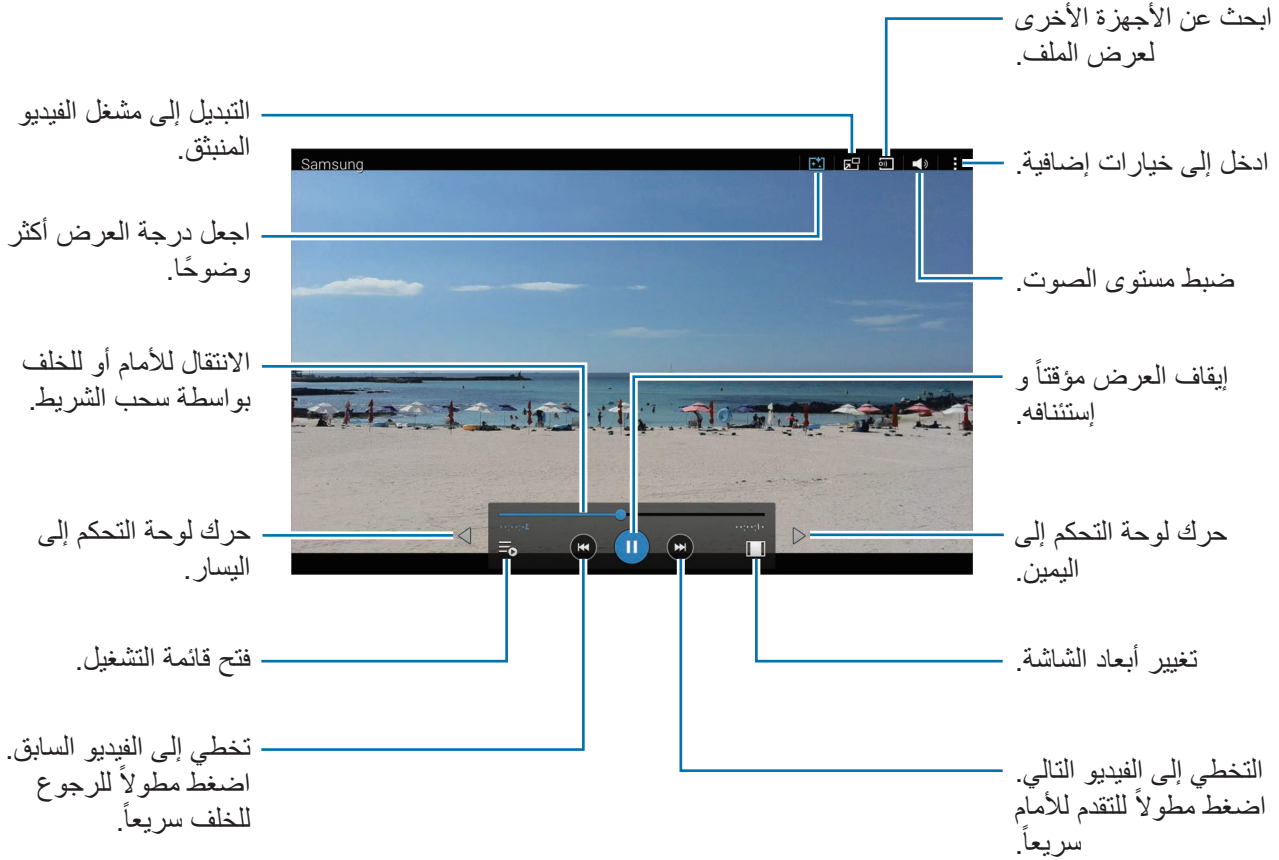 ابحث عن الأجهزة الأخرى
لعرض الملف.
التبديل إلى مشغل الفيديو
المنبثق.
Samsung
ادخل إلى خيارات إضافية.
اجعل درجة العرض أكثر
وضوحًا.
ضبط مستوى الصوت.
الانتقال للأمام أو للخلف
بواسطة سحب الشريط.
إيقاف العرض مؤقتاً و
إستئنافه.
حرك لوحة التحكم إلى
اليمين.
حرك لوحة التحكم إلى
اليسار.
تغيير أبعاد الشاشة.
فتح قائمة التشغيل.
التخطي إلى الفيديو التالي.
اضغط مطولاً للتقدم للأمام
سريعاً.
تخطي إلى الفيديو السابق.
اضغط مطولاً للرجوع
للخلف سريعاً.